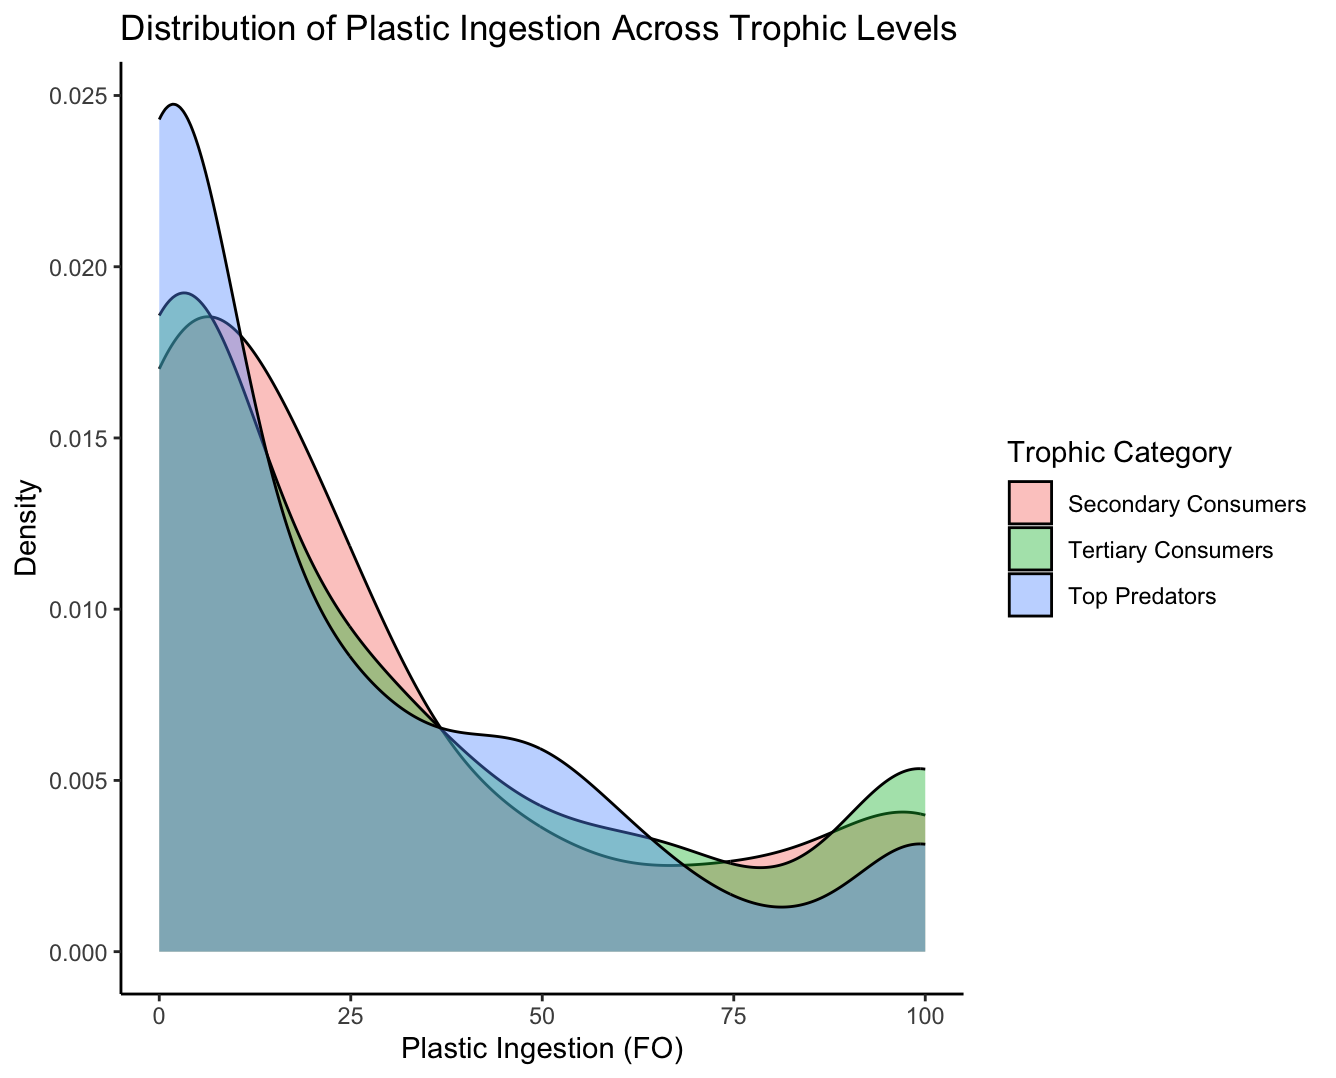 Distribution of Plastic Ingestion Across Trophic Levels
0.025
0.020
0.015
0.010
0.005
0.000
Density
0 25 50 75 100
Plastic Ingestion (FO)
Trophic Category
Secondary Consumers
Tertiary Consumers
Top Predators